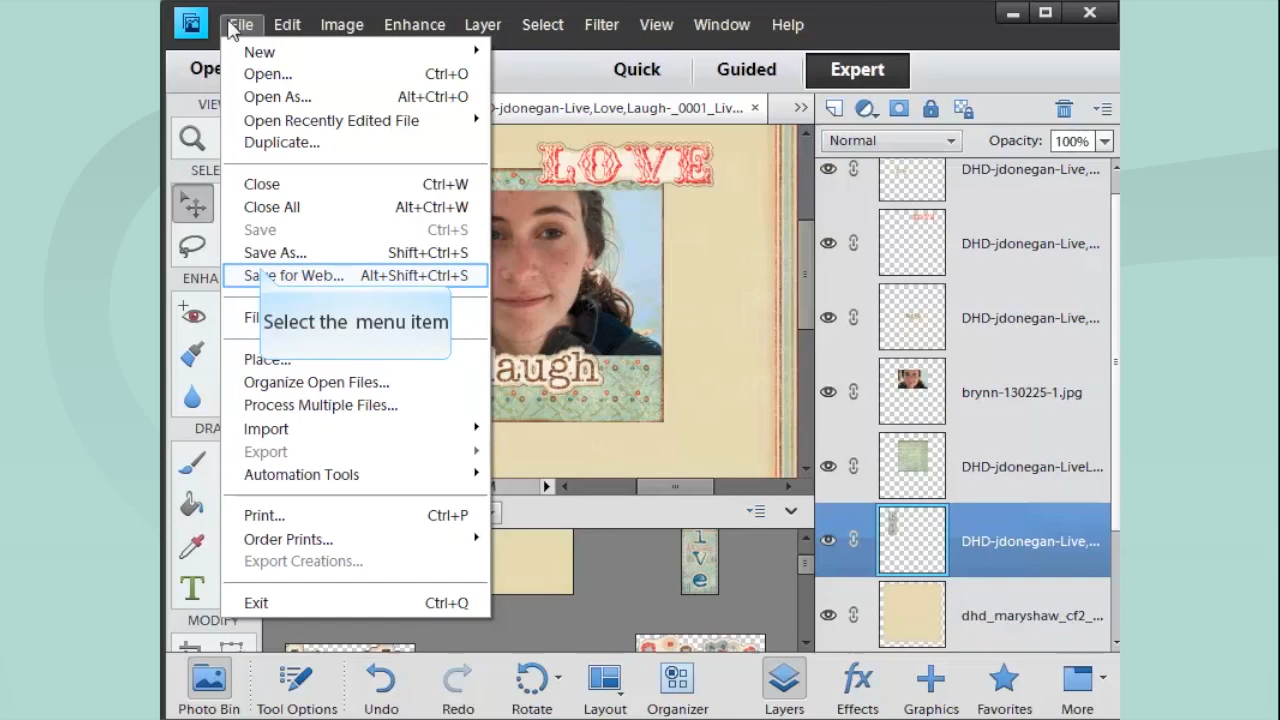 File Edit Image Enhance Layer Select Filter View Window Help
Quick Guided Expert
New
Open... Ctrl+O
Open As... Alt+Ctrl+O
Open Recently Edited File
Duplicate...
Close Ctrl+W
Close All Alt+Ctrl+W
Save Ctrl+S
Save As... Shift+Ctrl+S
Save for Web... Alt+Shift+Ctrl+S
Select the menu item
Place...
Organize Open Files...
Process Multiple Files...
Import
Export
Automation Tools
Print... Ctrl+P
Order Prints...
Export Creations...
Exit Ctrl+Q
SELE
ENHA
DRA
MODIFY
T
D-jdonegan-Live,Love,Laugh-_0001_Liv... × >>
LOVE
laugh
i
v
e
Normal Opacity: 100%
DHD-jdonegan-Live,...
DHD-jdonegan-Live,...
DHD-jdonegan-Live,...
brynn-130225-1.jpg
DHD-jdonegan-LiveL...
DHD-jdonegan-Live,...
dhd_maryshaw_cf2_...
Photo Bin Tool Options Undo Redo Rotate Layout Organizer Layers fx Effects Graphics Favorites More